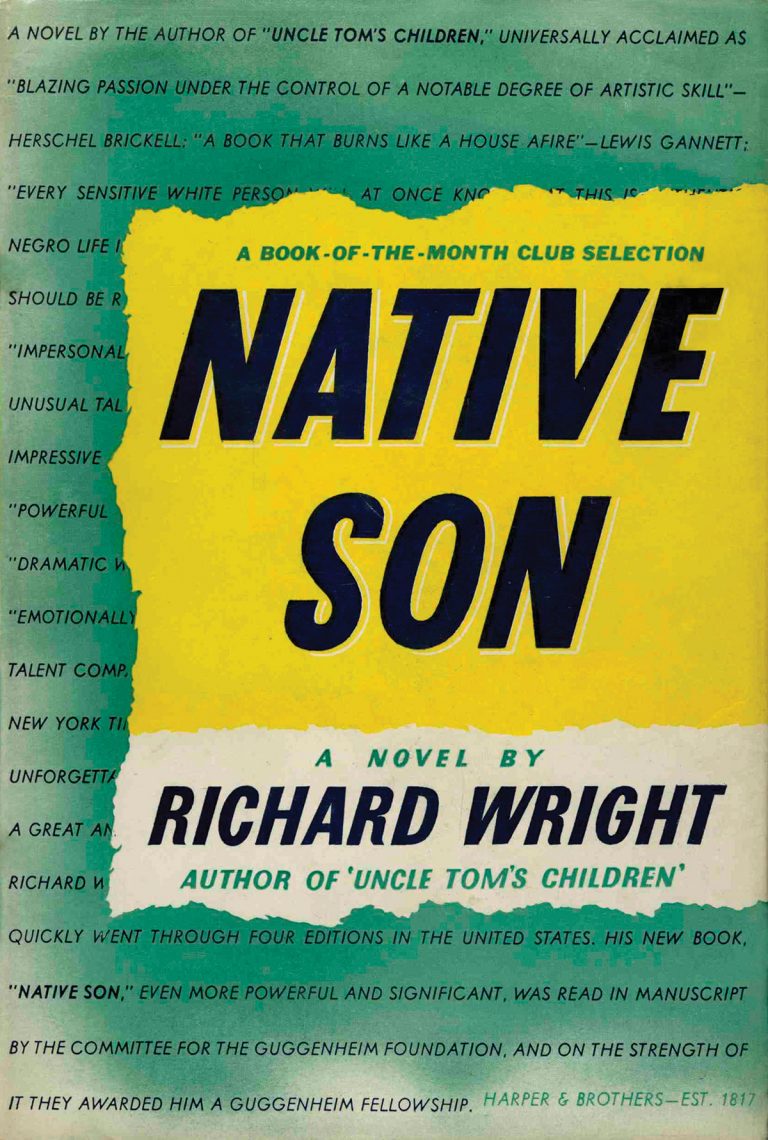 A NOVEL BY THE AUTHOR OF "UNCLE TOM'S CHILDREN," UNIVERSALLY ACCLAIMED AS
"BLAZING PASSION UNDER THE CONTROL OF A NOTABLE DEGREE OF ARTISTIC SKILL"—
HERSCHEL BRICKELL; "A BOOK THAT BURNS LIKE A HOUSE AFIRE"—LEWIS GANNETT;
"EVERY SENSITIVE WHITE PERSON AT ONCE THIS IS
NEGRO LIFE
SHOULD BE
"IMPERSONAL
UNUSUAL
IMPRESSIVE
"POWERFUL
"DRAMATIC
"EMOTIONALLY
TALENT
NEW YORK
A GREAT
RICHARD
A BOOK-OF-THE-MONTH CLUB SELECTION
NATIVE
SON
A NOVEL BY
RICHARD WRIGHT
AUTHOR OF 'UNCLE TOM'S CHILDREN'
QUICKLY WENT THROUGH FOUR EDITIONS IN THE UNITED STATES. HIS NEW BOOK,
"NATIVE SON," EVEN MORE POWERFUL AND SIGNIFICANT, WAS READ IN MANUSCRIPT
BY THE COMMITTEE FOR THE GUGGENHEIM FOUNDATION, AND ON THE STRENGTH OF
IT THEY AWARDED HIM A GUGGENHEIM FELLOWSHIP. HARPER & BROTHERS—EST. 1817